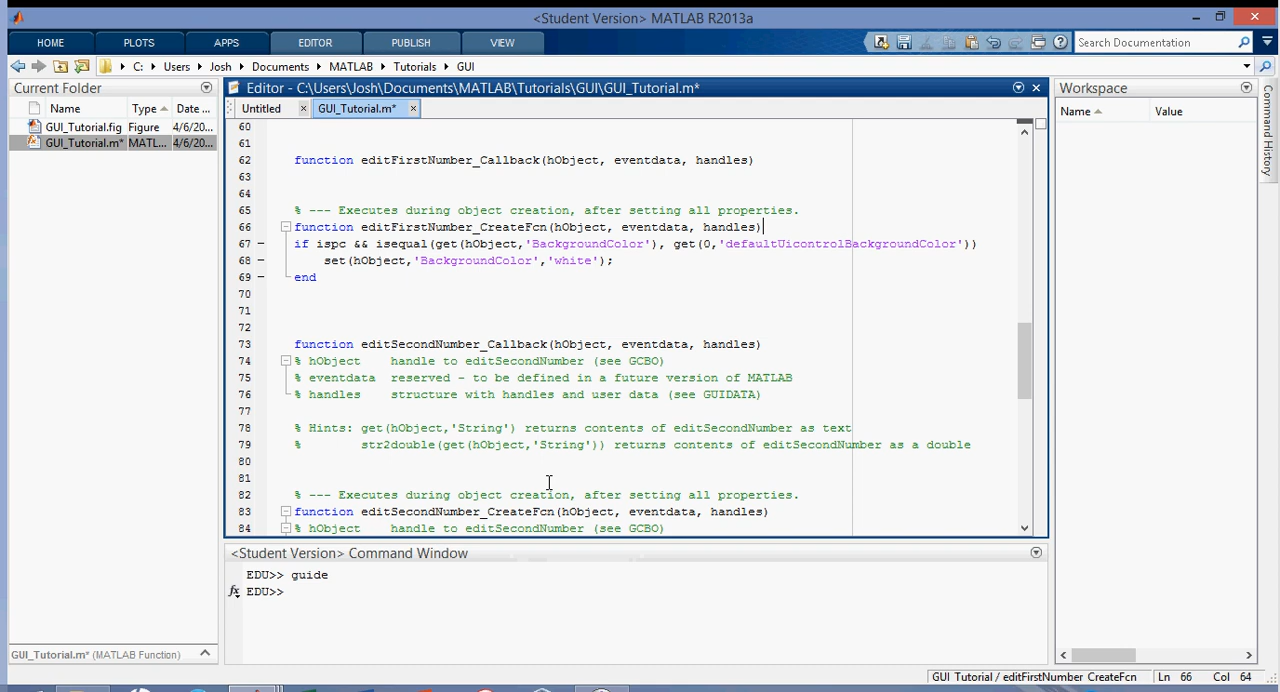 <Student Version> MATLAB R2013a
HOME PLOTS APPS EDITOR PUBLISH VIEW Search Documentation
C: Users Josh Documents MATLAB Tutorials GUI
Current Folder
Name Type Date ...
GUI_Tutorial.fig Figure 4/6/20...
GUI_Tutorial.m* MATL... 4/6/20...
GUI_Tutorial.m* (MATLAB Function)
Editor - C:\Users\Josh\Documents\MATLAB\Tutorials\GUI\GUI_Tutorial.m*
Untitled × GUI_Tutorial.m* ×
60
61
62 function editFirstNumber_Callback(hObject, eventdata, handles)
63
64
65 % --- Executes during object creation, after setting all properties.
66 function editFirstNumber_CreateFcn(hObject, eventdata, handles)
67 if ispc && isequal(get(hObject,'BackgroundColor'), get(0,'defaultUicontrolBackgroundColor'))
68 set(hObject,'BackgroundColor','white');
69 end
70
71
72
73 function editSecondNumber_Callback(hObject, eventdata, handles)
74 % hObject handle to editSecondNumber (see GCBO)
75 % eventdata reserved - to be defined in a future version of MATLAB
76 % handles structure with handles and user data (see GUIDATA)
77
78 % Hints: get(hObject,'String') returns contents of editSecondNumber as text
79 % str2double(get(hObject,'String')) returns contents of editSecondNumber as a double
80
81
82 % --- Executes during object creation, after setting all properties.
83 function editSecondNumber_CreateFcn(hObject, eventdata, handles)
84 % hObject handle to editSecondNumber (see GCBO)
<Student Version> Command Window
EDU>> guide
fx EDU>>
Workspace
Name Value
Command History
GUI Tutorial / editFirstNumber CreateFcn Ln 66 Col 64